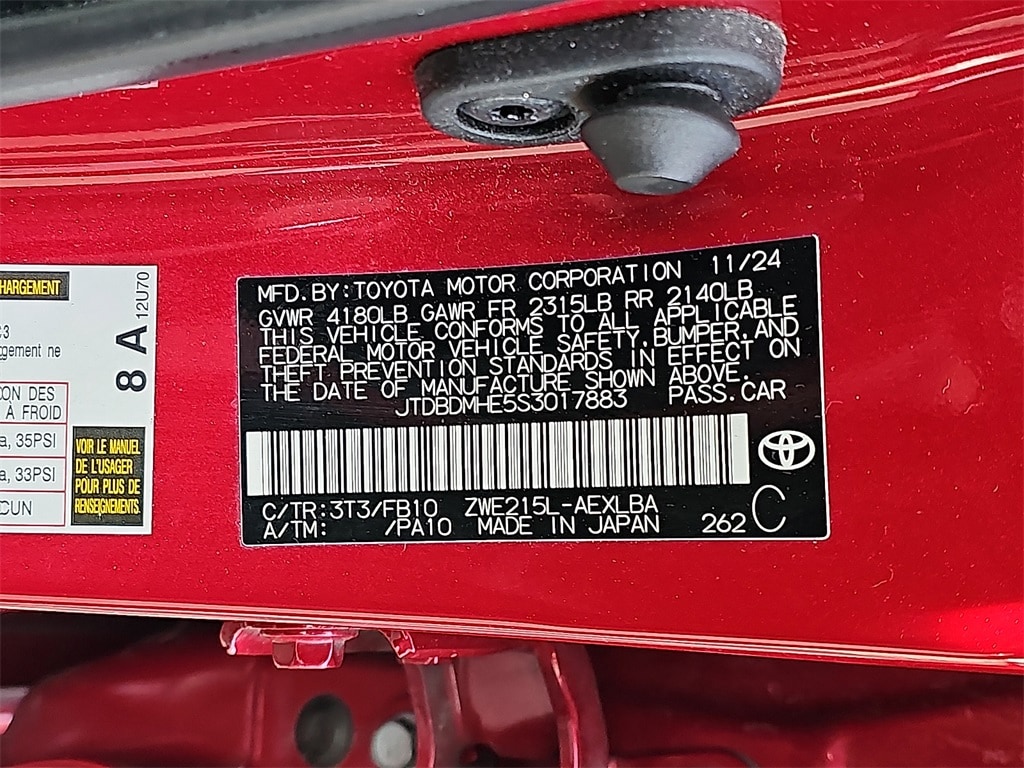 HARGEMENT
C3
rgement ne
8 A
12U70
ON DES
À FROID
a, 35PSI
a, 33PSI
CUN
VOIR LE MANUEL
DE L'USAGER
POUR PLUS DE
RENSEIGNEMENTS.
MFD. BY: TOYOTA MOTOR CORPORATION 11/24
GVWR 4180LB GAWR FR 2315LB RR 2140LB
THIS VEHICLE CONFORMS TO ALL APPLICABLE
FEDERAL MOTOR VEHICLE SAFETY, BUMPER, AND
THEFT PREVENTION STANDARDS IN EFFECT ON
THE DATE OF MANUFACTURE SHOWN ABOVE.
JTDBDMHE5S3017883 PASS. CAR
C/TR: 3T3/FB10 ZWE215L-AEXLBA
A/TM: /PA10 MADE IN JAPAN 262 C